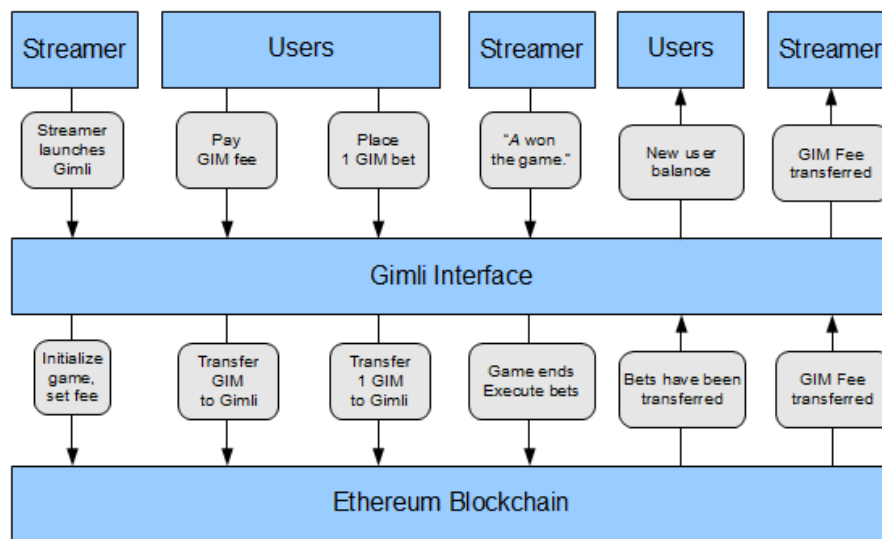 Streamer
Users
Streamer
Users
Streamer
Streamer
launches
Gimli
Pay
GIM fee
Place
1 GIM bet
"A won
the game."
New user
balance
GIM Fee
transferred
Gimli Interface
Initialize
game,
set fee
Transfer
GIM
to Gimli
Transfer
1 GIM
to Gimli
Game ends
Execute bets
Bets have been
transferred
GIM Fee
transferred
Ethereum Blockchain